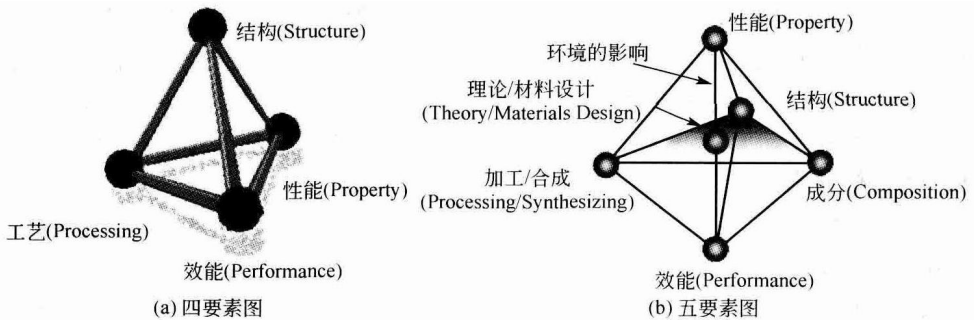 结构(Structure)
性能(Property)
工艺(Processing)
效能(Performance)
(a) 四要素图
性能(Property)
环境的影响
理论/材料设计
(Theory/Materials Design)
结构(Structure)
加工/合成
(Processing/Synthesizing)
成分(Composition)
效能(Performance)
(b) 五要素图